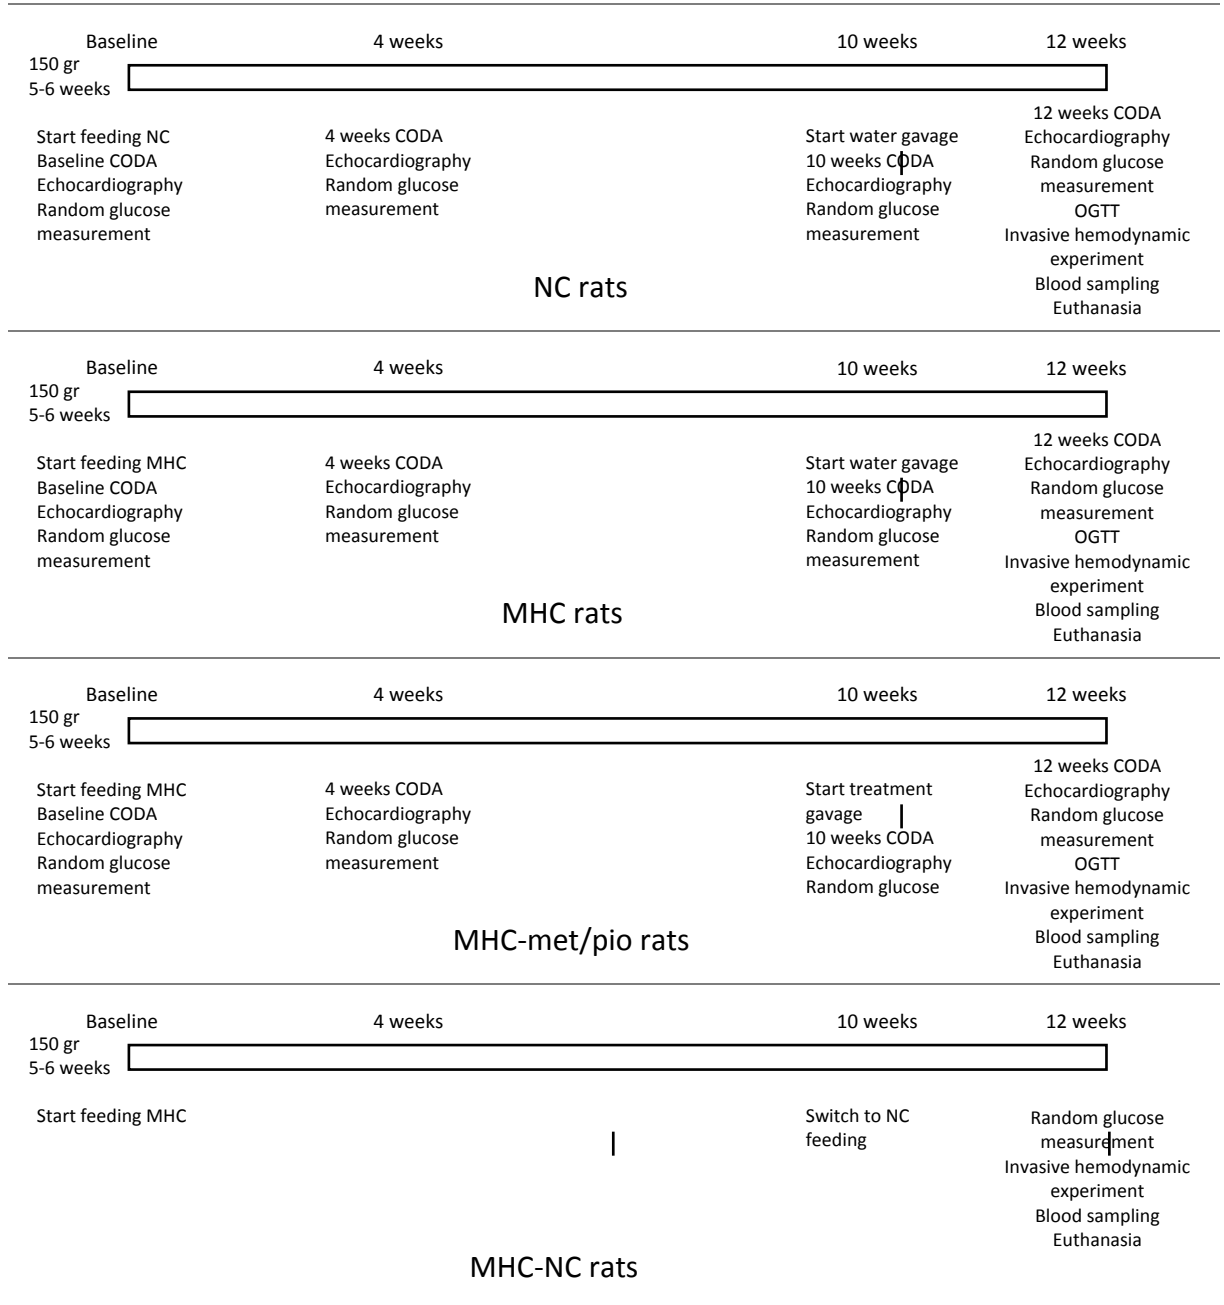 Baseline
4 weeks
10 weeks
12 weeks
150 gr
5-6 weeks
Start feeding NC
Baseline CODA
Echocardiography
Random glucose
measurement
4 weeks CODA
Echocardiography
Random glucose
measurement
Start water gavage
10 weeks CODA
Echocardiography
Random glucose
measurement
12 weeks CODA
Echocardiography
Random glucose
measurement
OGTT
Invasive hemodynamic
experiment
Blood sampling
Euthanasia
NC rats
Baseline
4 weeks
10 weeks
12 weeks
150 gr
5-6 weeks
Start feeding MHC
Baseline CODA
Echocardiography
Random glucose
measurement
4 weeks CODA
Echocardiography
Random glucose
measurement
Start water gavage
10 weeks CODA
Echocardiography
Random glucose
measurement
12 weeks CODA
Echocardiography
Random glucose
measurement
OGTT
Invasive hemodynamic
experiment
Blood sampling
Euthanasia
MHC rats
Baseline
4 weeks
10 weeks
12 weeks
150 gr
5-6 weeks
Start feeding MHC
Baseline CODA
Echocardiography
Random glucose
measurement
4 weeks CODA
Echocardiography
Random glucose
measurement
Start treatment
gavage
10 weeks CODA
Echocardiography
Random glucose
12 weeks CODA
Echocardiography
Random glucose
measurement
OGTT
Invasive hemodynamic
experiment
Blood sampling
Euthanasia
MHC-met/pio rats
Baseline
4 weeks
10 weeks
12 weeks
150 gr
5-6 weeks
Start feeding MHC
Switch to NC
feeding
Random glucose
measurement
Invasive hemodynamic
experiment
Blood sampling
Euthanasia
MHC-NC rats